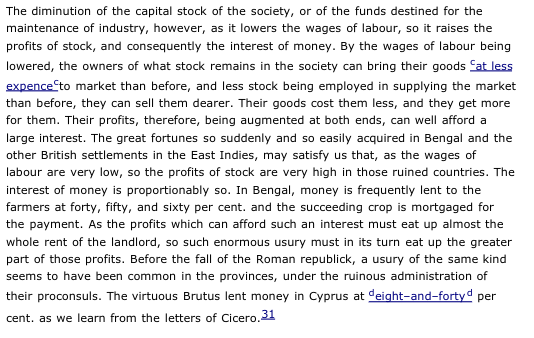 The diminution of the capital stock of the society, or of the funds destined for the
maintenance of industry, however, as it lowers the wages of labour, so it raises the
profits of stock, and consequently the interest of money. By the wages of labour being
lowered, the owners of what stock remains in the society can bring their goods cat less
expencecto market than before, and less stock being employed in supplying the market
than before, they can sell them dearer. Their goods cost them less, and they get more
for them. Their profits, therefore, being augmented at both ends, can well afford a
large interest. The great fortunes so suddenly and so easily acquired in Bengal and the
other British settlements in the East Indies, may satisfy us that, as the wages of
labour are very low, so the profits of stock are very high in those ruined countries. The
interest of money is proportionably so. In Bengal, money is frequently lent to the
farmers at forty, fifty, and sixty per cent. and the succeeding crop is mortgaged for
the payment. As the profits which can afford such an interest must eat up almost the
whole rent of the landlord, so such enormous usury must in its turn eat up the greater
part of those profits. Before the fall of the Roman republick, a usury of the same kind
seems to have been common in the provinces, under the ruinous administration of
their proconsuls. The virtuous Brutus lent money in Cyprus at deight–and–fortyd per
cent. as we learn from the letters of Cicero.31